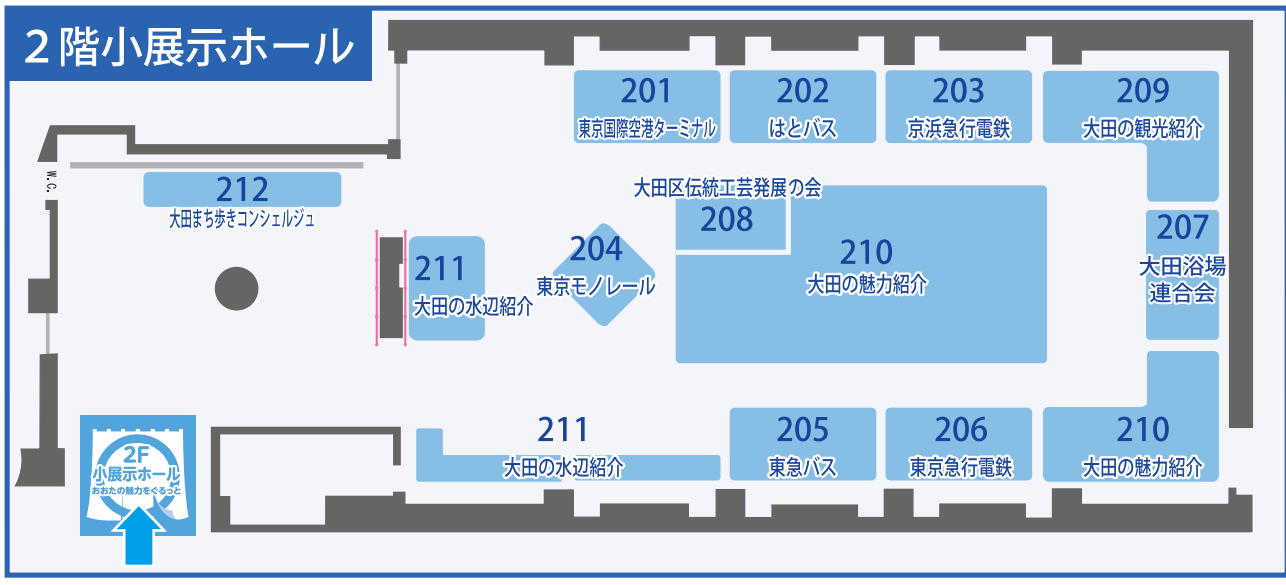 2階小展示ホール
201
東京国際空港ターミナル
202
はとバス
203
京浜急行電鉄
209
大田の観光紹介
W.C.
212
大田まち歩きコンシェルジュ
大田区伝統工芸発展の会
208
204
東京モノレール
210
大田の魅力紹介
207
大田浴場
連合会
211
大田の水辺紹介
211
大田の水辺紹介
205
東急バス
206
東京急行電鉄
210
大田の魅力紹介
2F
小展示ホール
おおたの魅力をぐるっと